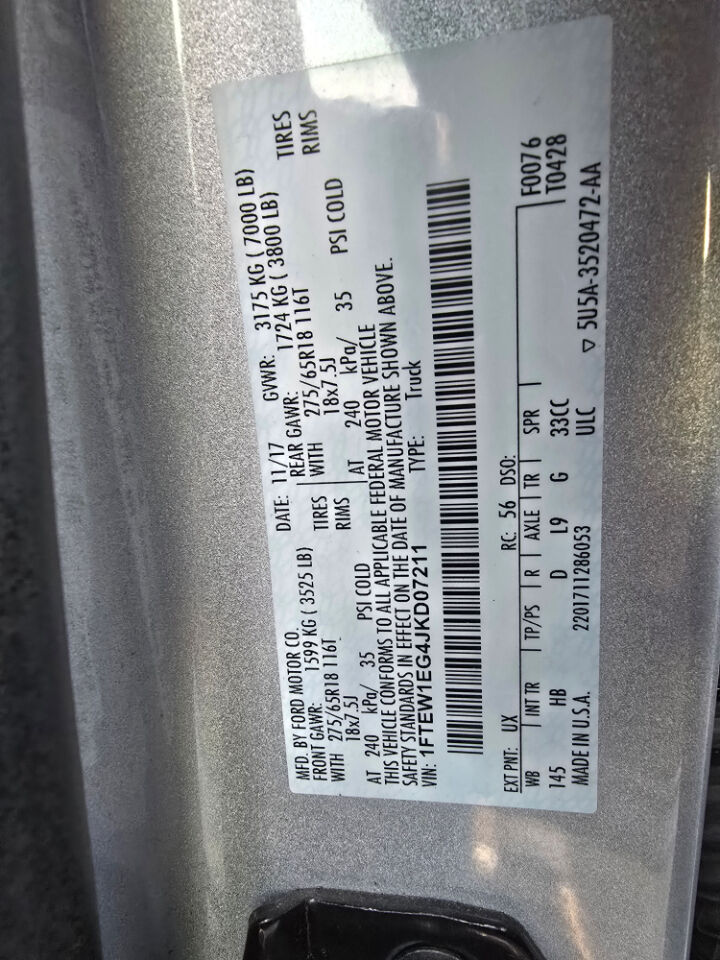 MFD. BY FORD MOTOR CO. DATE: 11/17 GVWR: 3175 KG ( 7000 LB)
FRONT GAWR: 1599 KG ( 3525 LB) REAR GAWR: 1724 KG ( 3800 LB)
WITH 275/65R18 116T TIRES WITH 275/65R18 116T TIRES
18x7.5J RIMS 18x7.5J RIMS
AT 240 kPa/ 35 PSI COLD AT 240 kPa/ 35 PSI COLD
THIS VEHICLE CONFORMS TO ALL APPLICABLE FEDERAL MOTOR VEHICLE
SAFETY STANDARDS IN EFFECT ON THE DATE OF MANUFACTURE SHOWN ABOVE.
VIN: 1FTEW1EG4JKD07211 TYPE: Truck
EXT PNT: UX RC: 56 DSO:
WB INT TR TP/PS R AXLE TR SPR F0076
145 HB D L9 G 33CC T0428
MADE IN U.S.A. 2201711286053 ULC ▽ 5U5A-3520472-AA